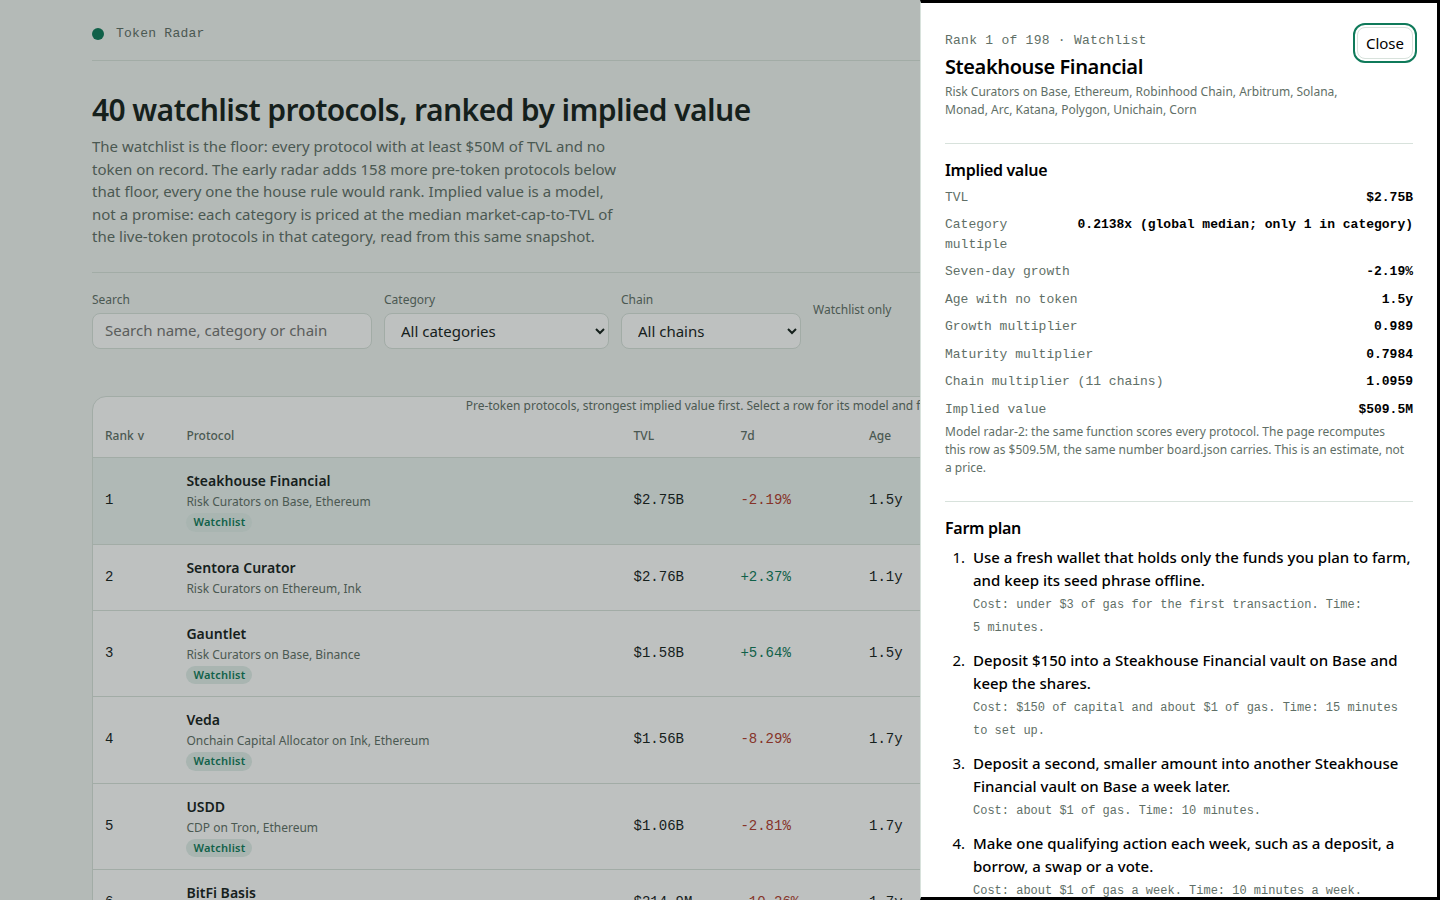 Token Radar
40 watchlist protocols, ranked by implied value
The watchlist is the floor: every protocol with at least $50M of TVL and no
token on record. The early radar adds 158 more pre-token protocols below
that floor, every one the house rule would rank. Implied value is a model,
not a promise: each category is priced at the median market-cap-to-TVL of
the live-token protocols in that category, read from this same snapshot.
Search
Category
Chain
Watchlist only
Search name, category or chain
All categories
All chains
Pre-token protocols, strongest implied value first. Select a row for its model and f
Rank v Protocol TVL 7d Age
1 Steakhouse Financial $2.75B -2.19% 1.5y
Risk Curators on Base, Ethereum
Watchlist
2 Sentora Curator $2.76B +2.37% 1.1y
Risk Curators on Ethereum, Ink
3 Gauntlet $1.58B +5.64% 1.5y
Risk Curators on Base, Binance
Watchlist
4 Veda $1.56B -8.29% 1.7y
Onchain Capital Allocator on Ink, Ethereum
Watchlist
5 USDD $1.06B -2.81% 1.7y
CDP on Tron, Ethereum
Watchlist
BitFi Basis
Rank 1 of 198 · Watchlist
Close
Steakhouse Financial
Risk Curators on Base, Ethereum, Robinhood Chain, Arbitrum, Solana,
Monad, Arc, Katana, Polygon, Unichain, Corn
Implied value
TVL $2.75B
Category multiple 0.2138x (global median; only 1 in category)
Seven-day growth -2.19%
Age with no token 1.5y
Growth multiplier 0.989
Maturity multiplier 0.7984
Chain multiplier (11 chains) 1.0959
Implied value $509.5M
Model radar-2: the same function scores every protocol. The page recomputes
this row as $509.5M, the same number board.json carries. This is an estimate, not
a price.
Farm plan
1. Use a fresh wallet that holds only the funds you plan to farm,
and keep its seed phrase offline.
Cost: under $3 of gas for the first transaction. Time:
5 minutes.
2. Deposit $150 into a Steakhouse Financial vault on Base and
keep the shares.
Cost: $150 of capital and about $1 of gas. Time: 15 minutes
to set up.
3. Deposit a second, smaller amount into another Steakhouse
Financial vault on Base a week later.
Cost: about $1 of gas. Time: 10 minutes.
4. Make one qualifying action each week, such as a deposit, a
borrow, a swap or a vote.
Cost: about $1 of gas a week. Time: 10 minutes a week.